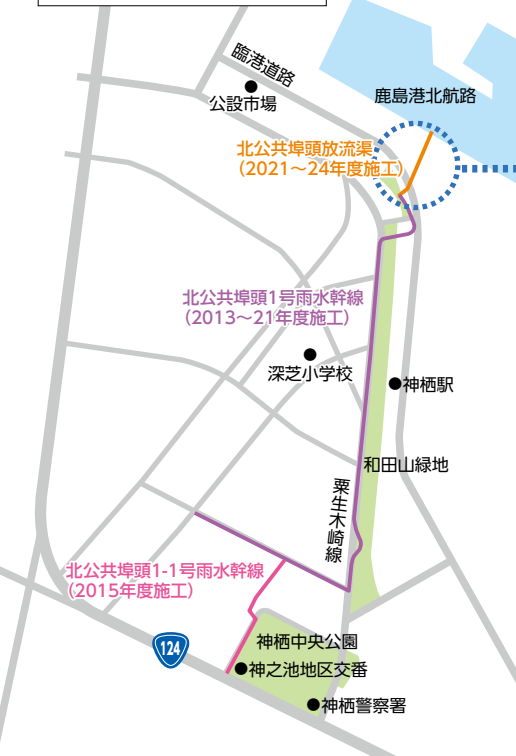 臨港道路
公設市場
鹿島港北航路
北公共埠頭放流渠
(2021〜24年度施工)
北公共埠頭1号雨水幹線
(2013〜21年度施工)
深芝小学校
神栖駅
和田山緑地
粟生木崎線
北公共埠頭1-1号雨水幹線
(2015年度施工)
124
神栖中央公園
神之池地区交番
神栖警察署